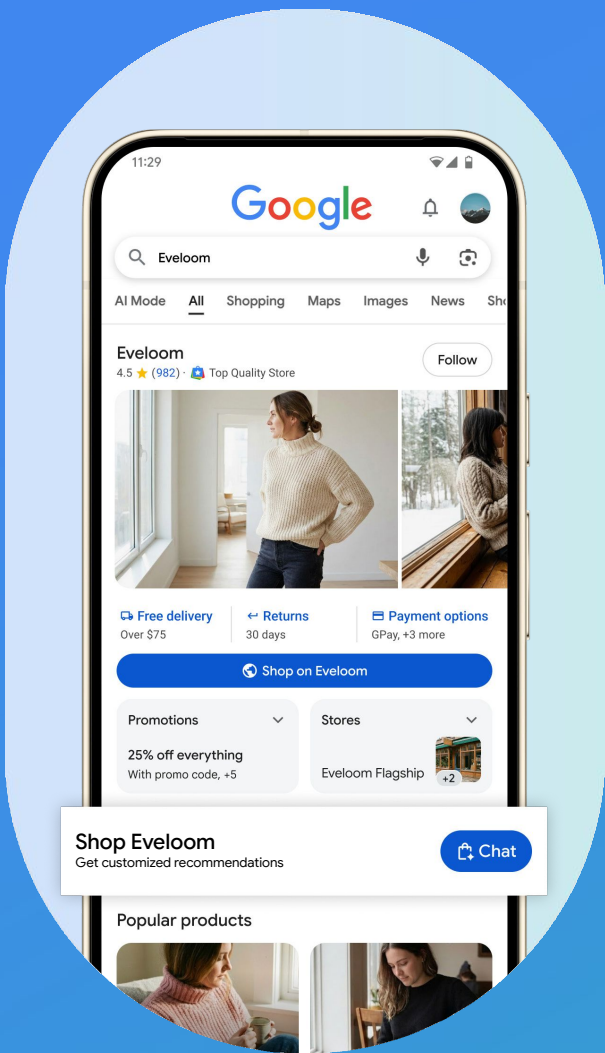 11:29
Google
Eveloom
AI Mode All Shopping Maps Images News
Eveloom
4.5 (982) · Top Quality Store
Follow
Free delivery
Over $75
Returns
30 days
Payment options
GPay, +3 more
Shop on Eveloom
Promotions
25% off everything
With promo code, +5
Stores
Eveloom Flagship
+2
Shop Eveloom
Get customized recommendations
Chat
Popular products